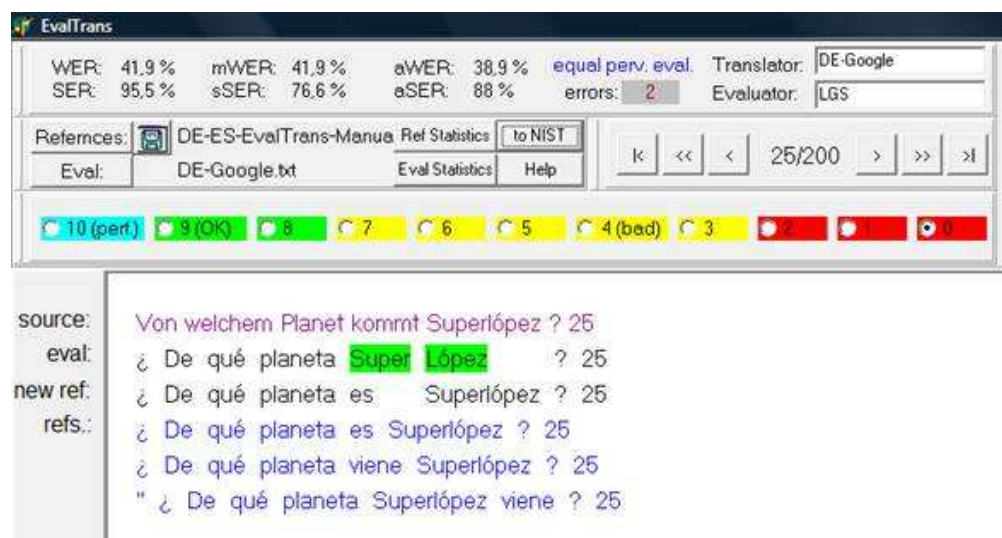 EvalTrans
WER: 41,9 % mWER: 41,9 % aWER: 38,9 % equal perv. eval. Translator: DE-Google
SER: 95,5 % sSER: 76,6 % aSER: 88 % errors: 2 Evaluator: LGS
Refernces: DE-ES-EvalTrans-Manua Ref Statistics to NIST
Eval: DE-Google.txt Eval Statistics Help |< << < 25/200 > >> >|
10 (perf.) 9 (OK) 8 7 6 5 4 (bad) 3 2 1 0
source: Von welchem Planet kommt Superlópez ? 25
eval: ¿ De qué planeta Super López ? 25
new ref: ¿ De qué planeta es Superlópez ? 25
refs.: ¿ De qué planeta es Superlópez ? 25
¿ De qué planeta viene Superlópez ? 25
" ¿ De qué planeta Superlópez viene ? 25